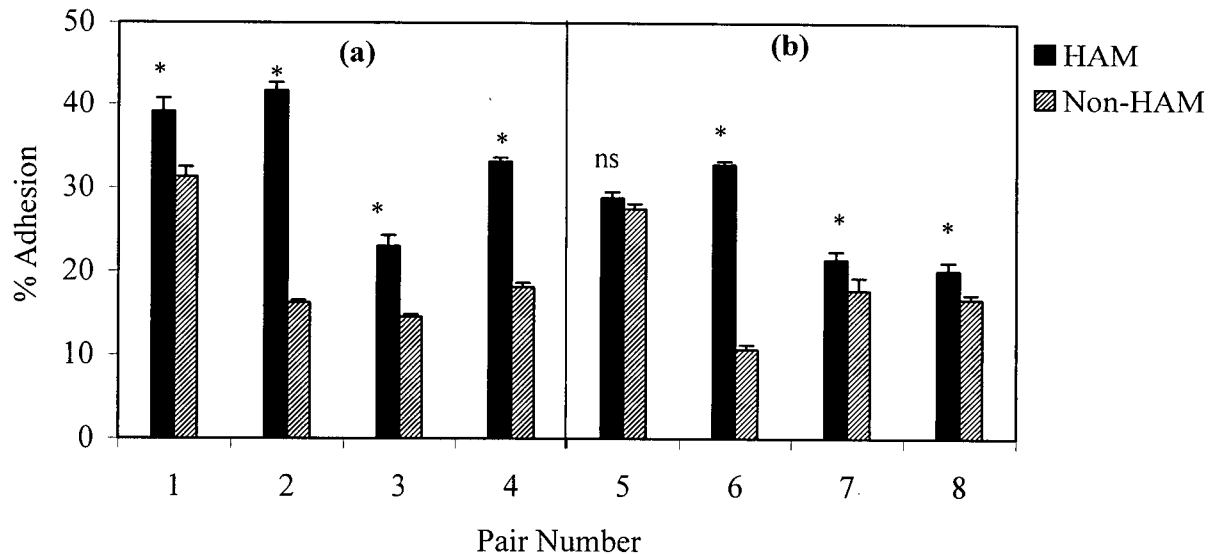 50
40
30
20
10
0
% Adhesion
(a)
(b)
* * * * ns * * *
1 2 3 4 5 6 7 8
Pair Number
HAM
Non-HAM